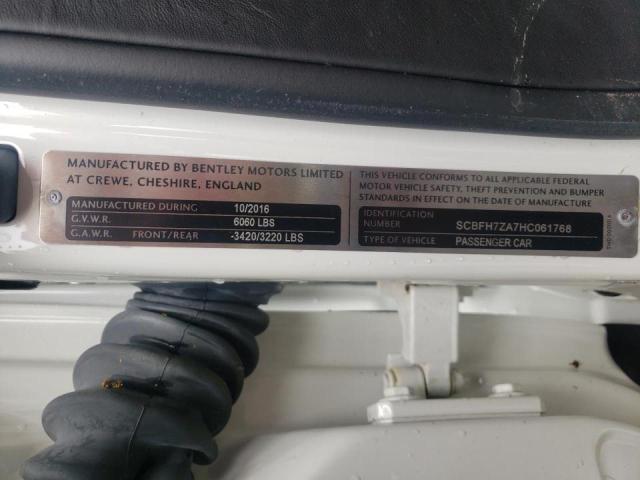 MANUFACTURED BY BENTLEY MOTORS LIMITED
AT CREWE, CHESHIRE, ENGLAND
MANUFACTURED DURING 10/2016
G.V.W.R. 6060 LBS
G.A.W.R. FRONT/REAR -3420/3220 LBS
THIS VEHICLE CONFORMS TO ALL APPLICABLE FEDERAL
MOTOR VEHICLE SAFETY, THEFT PREVENTION AND BUMPER
STANDARDS IN EFFECT ON THE DATE OF MANUFACTURE
IDENTIFICATION
NUMBER SCBFH7ZA7HC061768
TYPE OF VEHICLE PASSENGER CAR